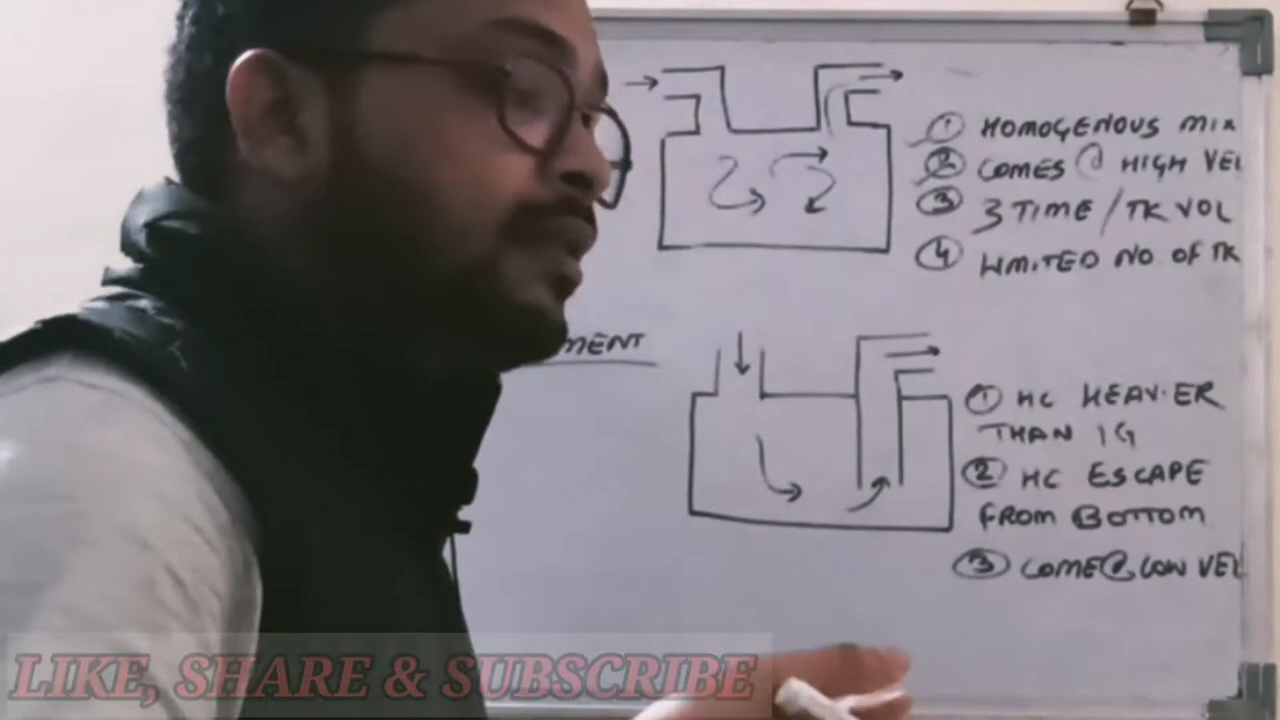 ① HOMOGENOUS MIX
② COMES @ HIGH VEL
③ 3 TIME / TK VOL
④ LIMITED NO OF TK
MENT
① HC HEAVIER
THAN IG
② HC ESCAPE
FROM BOTTOM
③ COME @ LOW VEL
LIKE, SHARE & SUBSCRIBE